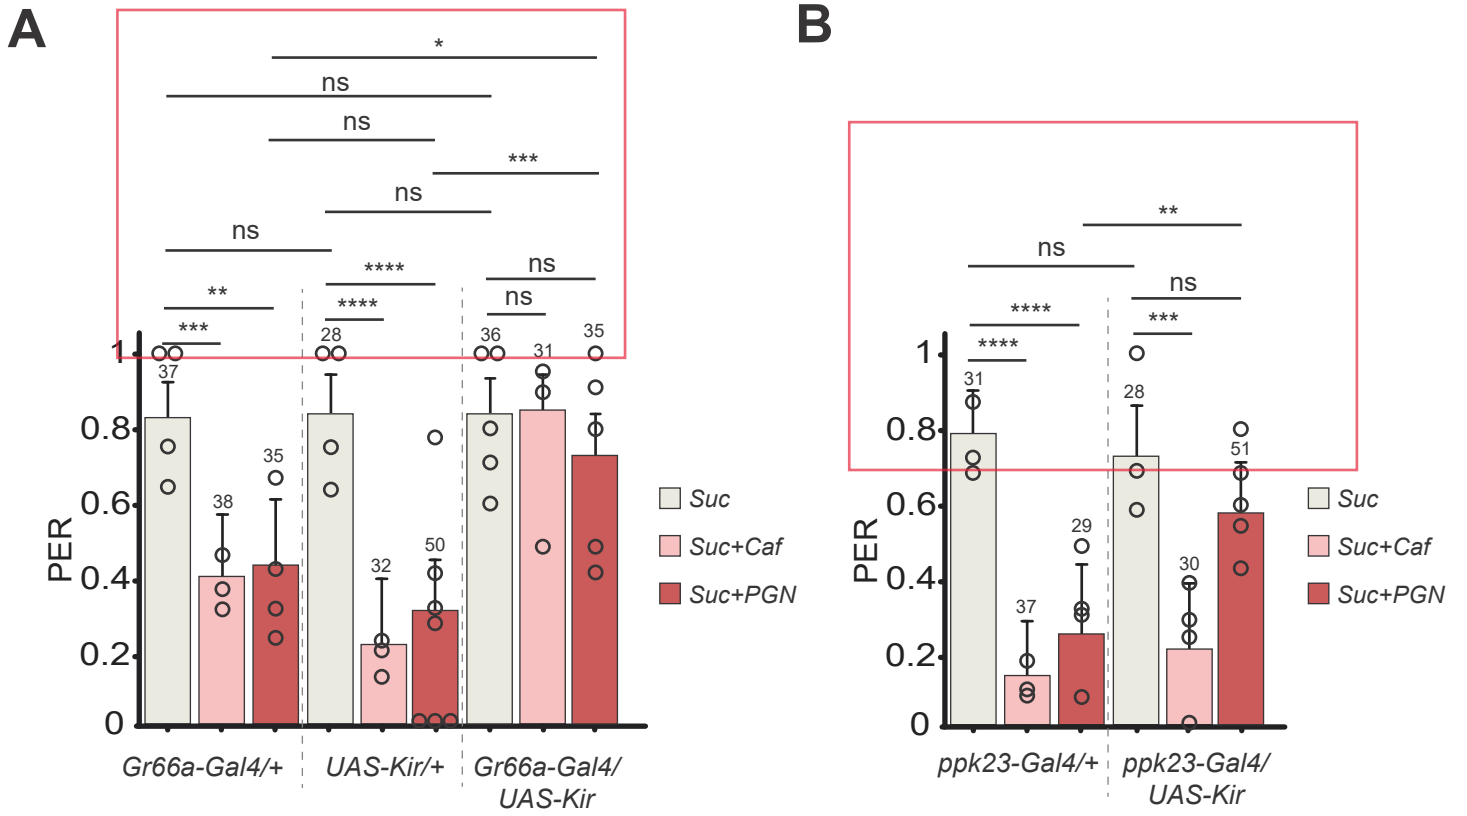 A
*
ns
ns
***
ns
ns
****
ns
**
****
ns
***
37
38
35
28
32
50
36
31
35
1
0.8
0.6
0.4
0.2
0
PER
Gr66a-Gal4/+
UAS-Kir/+
Gr66a-Gal4/
UAS-Kir
Suc
Suc+Caf
Suc+PGN
B
**
ns
ns
****
***
****
31
37
29
28
30
51
1
0.8
0.6
0.4
0.2
0
PER
ppk23-Gal4/+
ppk23-Gal4/
UAS-Kir
Suc
Suc+Caf
Suc+PGN